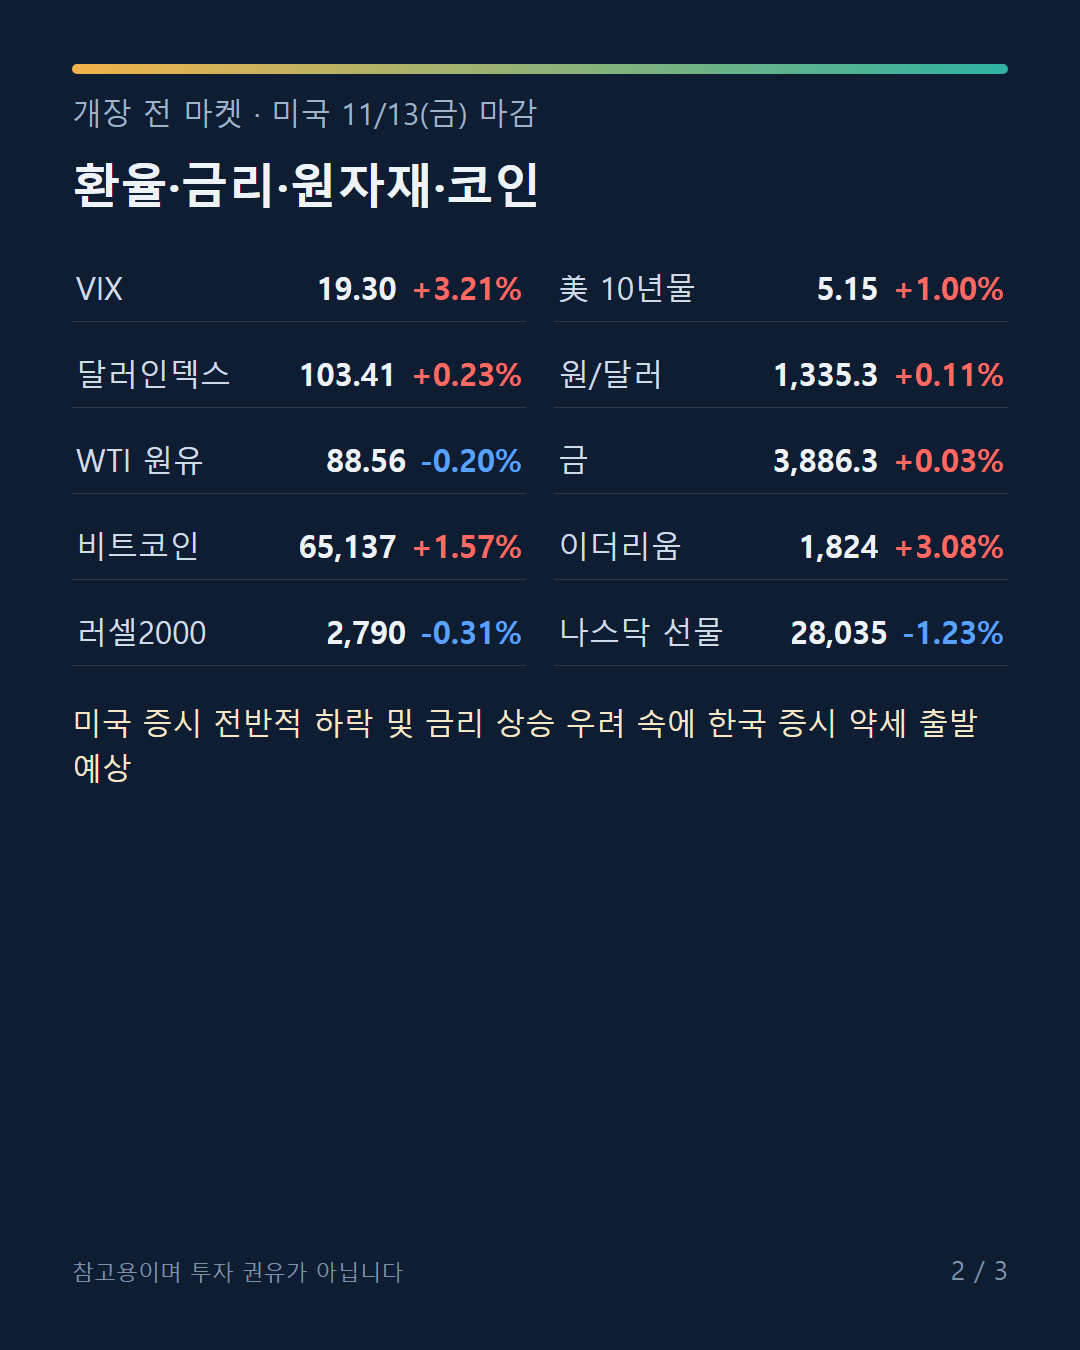 개장 전 마켓 · 미국 11/13(금) 마감
환율·금리·원자재·코인
VIX 19.30 +3.21% 美 10년물 5.15 +1.00%
달러인덱스 103.41 +0.23% 원/달러 1,335.3 +0.11%
WTI 원유 88.56 -0.20% 금 3,886.3 +0.03%
비트코인 65,137 +1.57% 이더리움 1,824 +3.08%
러셀2000 2,790 -0.31% 나스닥 선물 28,035 -1.23%
미국 증시 전반적 하락 및 금리 상승 우려 속에 한국 증시 약세 출발
예상
참고용이며 투자 권유가 아닙니다 2 / 3